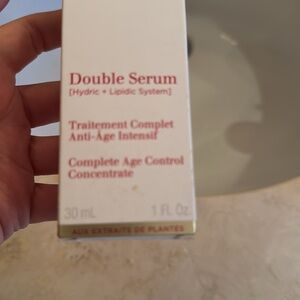 Double Serum
[Hydric + Lipidic System]
Traitement Complet
Anti-Âge Intensif
Complete Age Control
Concentrate
30 mL 1 FL. Oz.
AUX EXTRAITS DE PLANTES